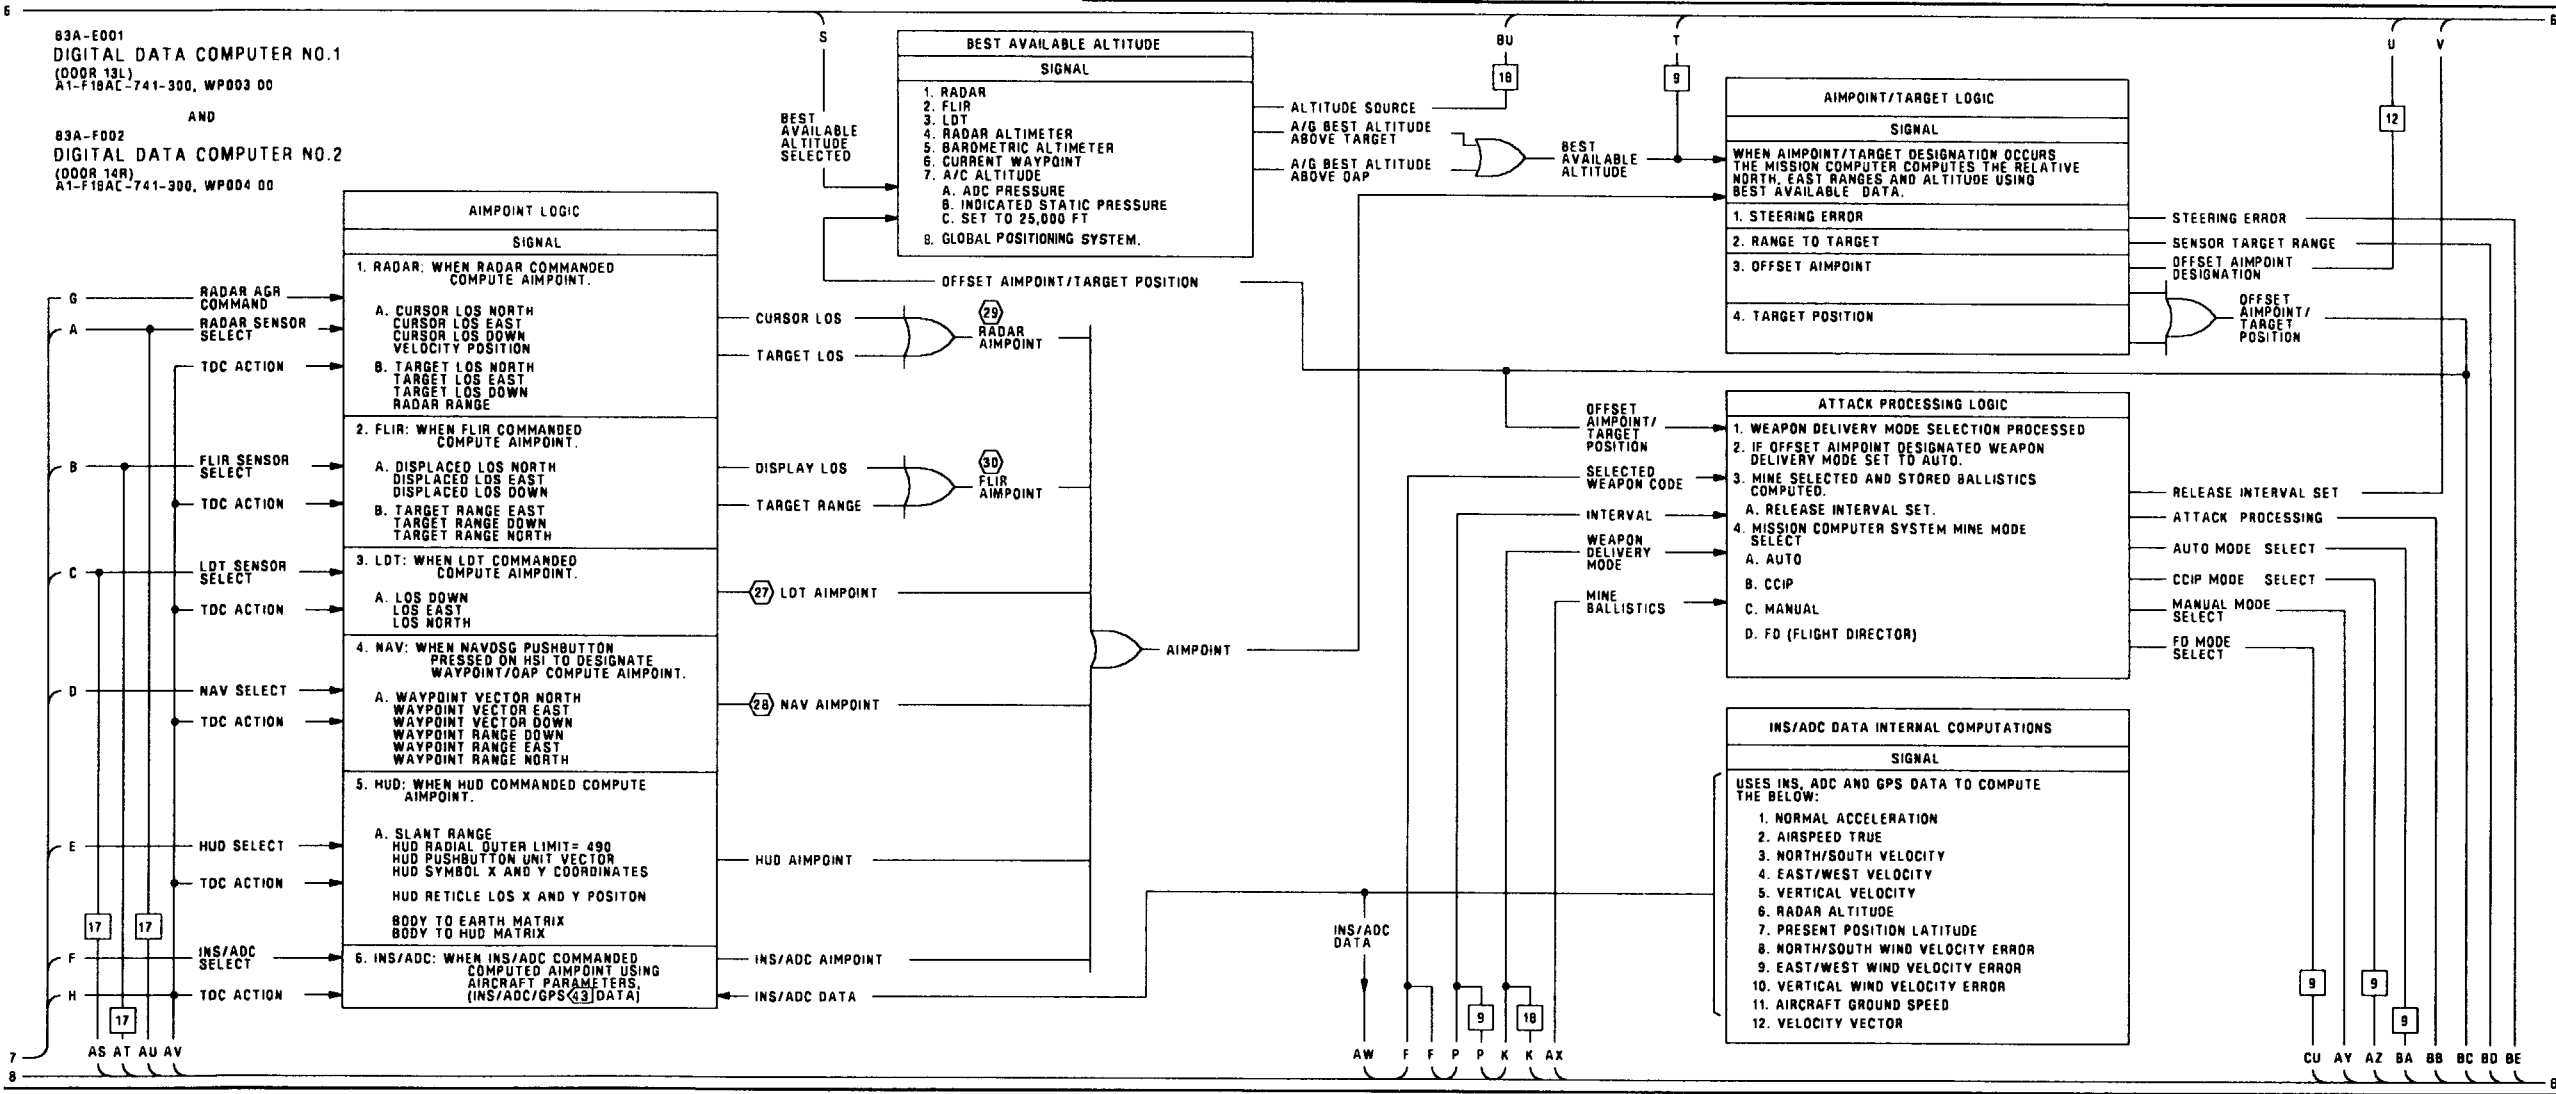 6
83A-E001
DIGITAL DATA COMPUTER NO.1
(DOOR 13L)
A1-F18AC-741-300, WP003 00
AND
83A-F002
DIGITAL DATA COMPUTER NO.2
(DOOR 14R)
A1-F18AC-741-300, WP004 00
S
BEST
AVAILABLE
ALTITUDE
SELECTED
BEST AVAILABLE ALTITUDE
SIGNAL
1. RADAR
2. FLIR
3. LDT
4. RADAR ALTIMETER
5. BAROMETRIC ALTIMETER
6. CURRENT WAYPOINT
7. A/C ALTITUDE
A. ADC PRESSURE
B. INDICATED STATIC PRESSURE
C. SET TO 25,000 FT
8. GLOBAL POSITIONING SYSTEM.
ALTITUDE SOURCE
A/G BEST ALTITUDE
ABOVE TARGET
A/G BEST ALTITUDE
ABOVE OAP
BU
18
T
9
BEST
AVAILABLE
ALTITUDE
OFFSET AIMPOINT/TARGET POSITION
AIMPOINT/TARGET LOGIC
SIGNAL
WHEN AIMPOINT/TARGET DESIGNATION OCCURS
THE MISSION COMPUTER COMPUTES THE RELATIVE
NORTH, EAST RANGES AND ALTITUDE USING
BEST AVAILABLE DATA.
1. STEERING ERROR
2. RANGE TO TARGET
3. OFFSET AIMPOINT
4. TARGET POSITION
U
V
6
12
STEERING ERROR
SENSOR TARGET RANGE
OFFSET AIMPOINT
DESIGNATION
OFFSET
AIMPOINT/
TARGET
POSITION
G
RADAR AGR
COMMAND
A
RADAR SENSOR
SELECT
TDC ACTION
B
FLIR SENSOR
SELECT
TDC ACTION
C
LDT SENSOR
SELECT
TDC ACTION
D
NAV SELECT
TDC ACTION
E
HUD SELECT
TDC ACTION
17
17
F
INS/ADC
SELECT
H
TDC ACTION
17
7
AS AT AU AV
8
AIMPOINT LOGIC
SIGNAL
1. RADAR: WHEN RADAR COMMANDED
COMPUTE AIMPOINT.
A. CURSOR LOS NORTH
CURSOR LOS EAST
CURSOR LOS DOWN
VELOCITY POSITION
B. TARGET LOS NORTH
TARGET LOS EAST
TARGET LOS DOWN
RADAR RANGE
2. FLIR: WHEN FLIR COMMANDED
COMPUTE AIMPOINT.
A. DISPLACED LOS NORTH
DISPLACED LOS EAST
DISPLACED LOS DOWN
B. TARGET RANGE EAST
TARGET RANGE DOWN
TARGET RANGE NORTH
3. LDT: WHEN LDT COMMANDED
COMPUTE AIMPOINT.
A. LOS DOWN
LOS EAST
LOS NORTH
4. NAV: WHEN NAVDSG PUSHBUTTON
PRESSED ON HSI TO DESIGNATE
WAYPOINT/OAP COMPUTE AIMPOINT.
A. WAYPOINT VECTOR NORTH
WAYPOINT VECTOR EAST
WAYPOINT VECTOR DOWN
WAYPOINT RANGE DOWN
WAYPOINT RANGE EAST
WAYPOINT RANGE NORTH
5. HUD: WHEN HUD COMMANDED COMPUTE
AIMPOINT.
A. SLANT RANGE
HUD RADIAL OUTER LIMIT= 490
HUD PUSHBUTTON UNIT VECTOR
HUD SYMBOL X AND Y COORDINATES
HUD RETICLE LOS X AND Y POSITON
BODY TO EARTH MATRIX
BODY TO HUD MATRIX
6. INS/ADC: WHEN INS/ADC COMMANDED
COMPUTED AIMPOINT USING
AIRCRAFT PARAMETERS,
(INS/ADC/GPS 43 DATA)
CURSOR LOS
TARGET LOS
29
RADAR
AIMPOINT
DISPLAY LOS
TARGET RANGE
30
FLIR
AIMPOINT
27 LDT AIMPOINT
28 NAV AIMPOINT
HUD AIMPOINT
INS/ADC AIMPOINT
INS/ADC DATA
AIMPOINT
OFFSET
AIMPOINT/
TARGET
POSITION
SELECTED
WEAPON CODE
INTERVAL
WEAPON
DELIVERY
MODE
MINE
BALLISTICS
ATTACK PROCESSING LOGIC
1. WEAPON DELIVERY MODE SELECTION PROCESSED
2. IF OFFSET AIMPOINT DESIGNATED WEAPON
DELIVERY MODE SET TO AUTO.
3. MINE SELECTED AND STORED BALLISTICS
COMPUTED.
A. RELEASE INTERVAL SET.
4. MISSION COMPUTER SYSTEM MINE MODE
SELECT
A. AUTO
B. CCIP
C. MANUAL
D. FD (FLIGHT DIRECTOR)
RELEASE INTERVAL SET
ATTACK PROCESSING
AUTO MODE SELECT
CCIP MODE SELECT
MANUAL MODE
SELECT
FD MODE
SELECT
INS/ADC DATA INTERNAL COMPUTATIONS
SIGNAL
USES INS, ADC AND GPS DATA TO COMPUTE
THE BELOW:
1. NORMAL ACCELERATION
2. AIRSPEED TRUE
3. NORTH/SOUTH VELOCITY
4. EAST/WEST VELOCITY
5. VERTICAL VELOCITY
6. RADAR ALTITUDE
7. PRESENT POSITION LATITUDE
8. NORTH/SOUTH WIND VELOCITY ERROR
9. EAST/WEST WIND VELOCITY ERROR
10. VERTICAL WIND VELOCITY ERROR
11. AIRCRAFT GROUND SPEED
12. VELOCITY VECTOR
INS/ADC
DATA
9
18
AW F F P P K K AX
9
9
9
CU AY AZ BA BB BC BD BE
8